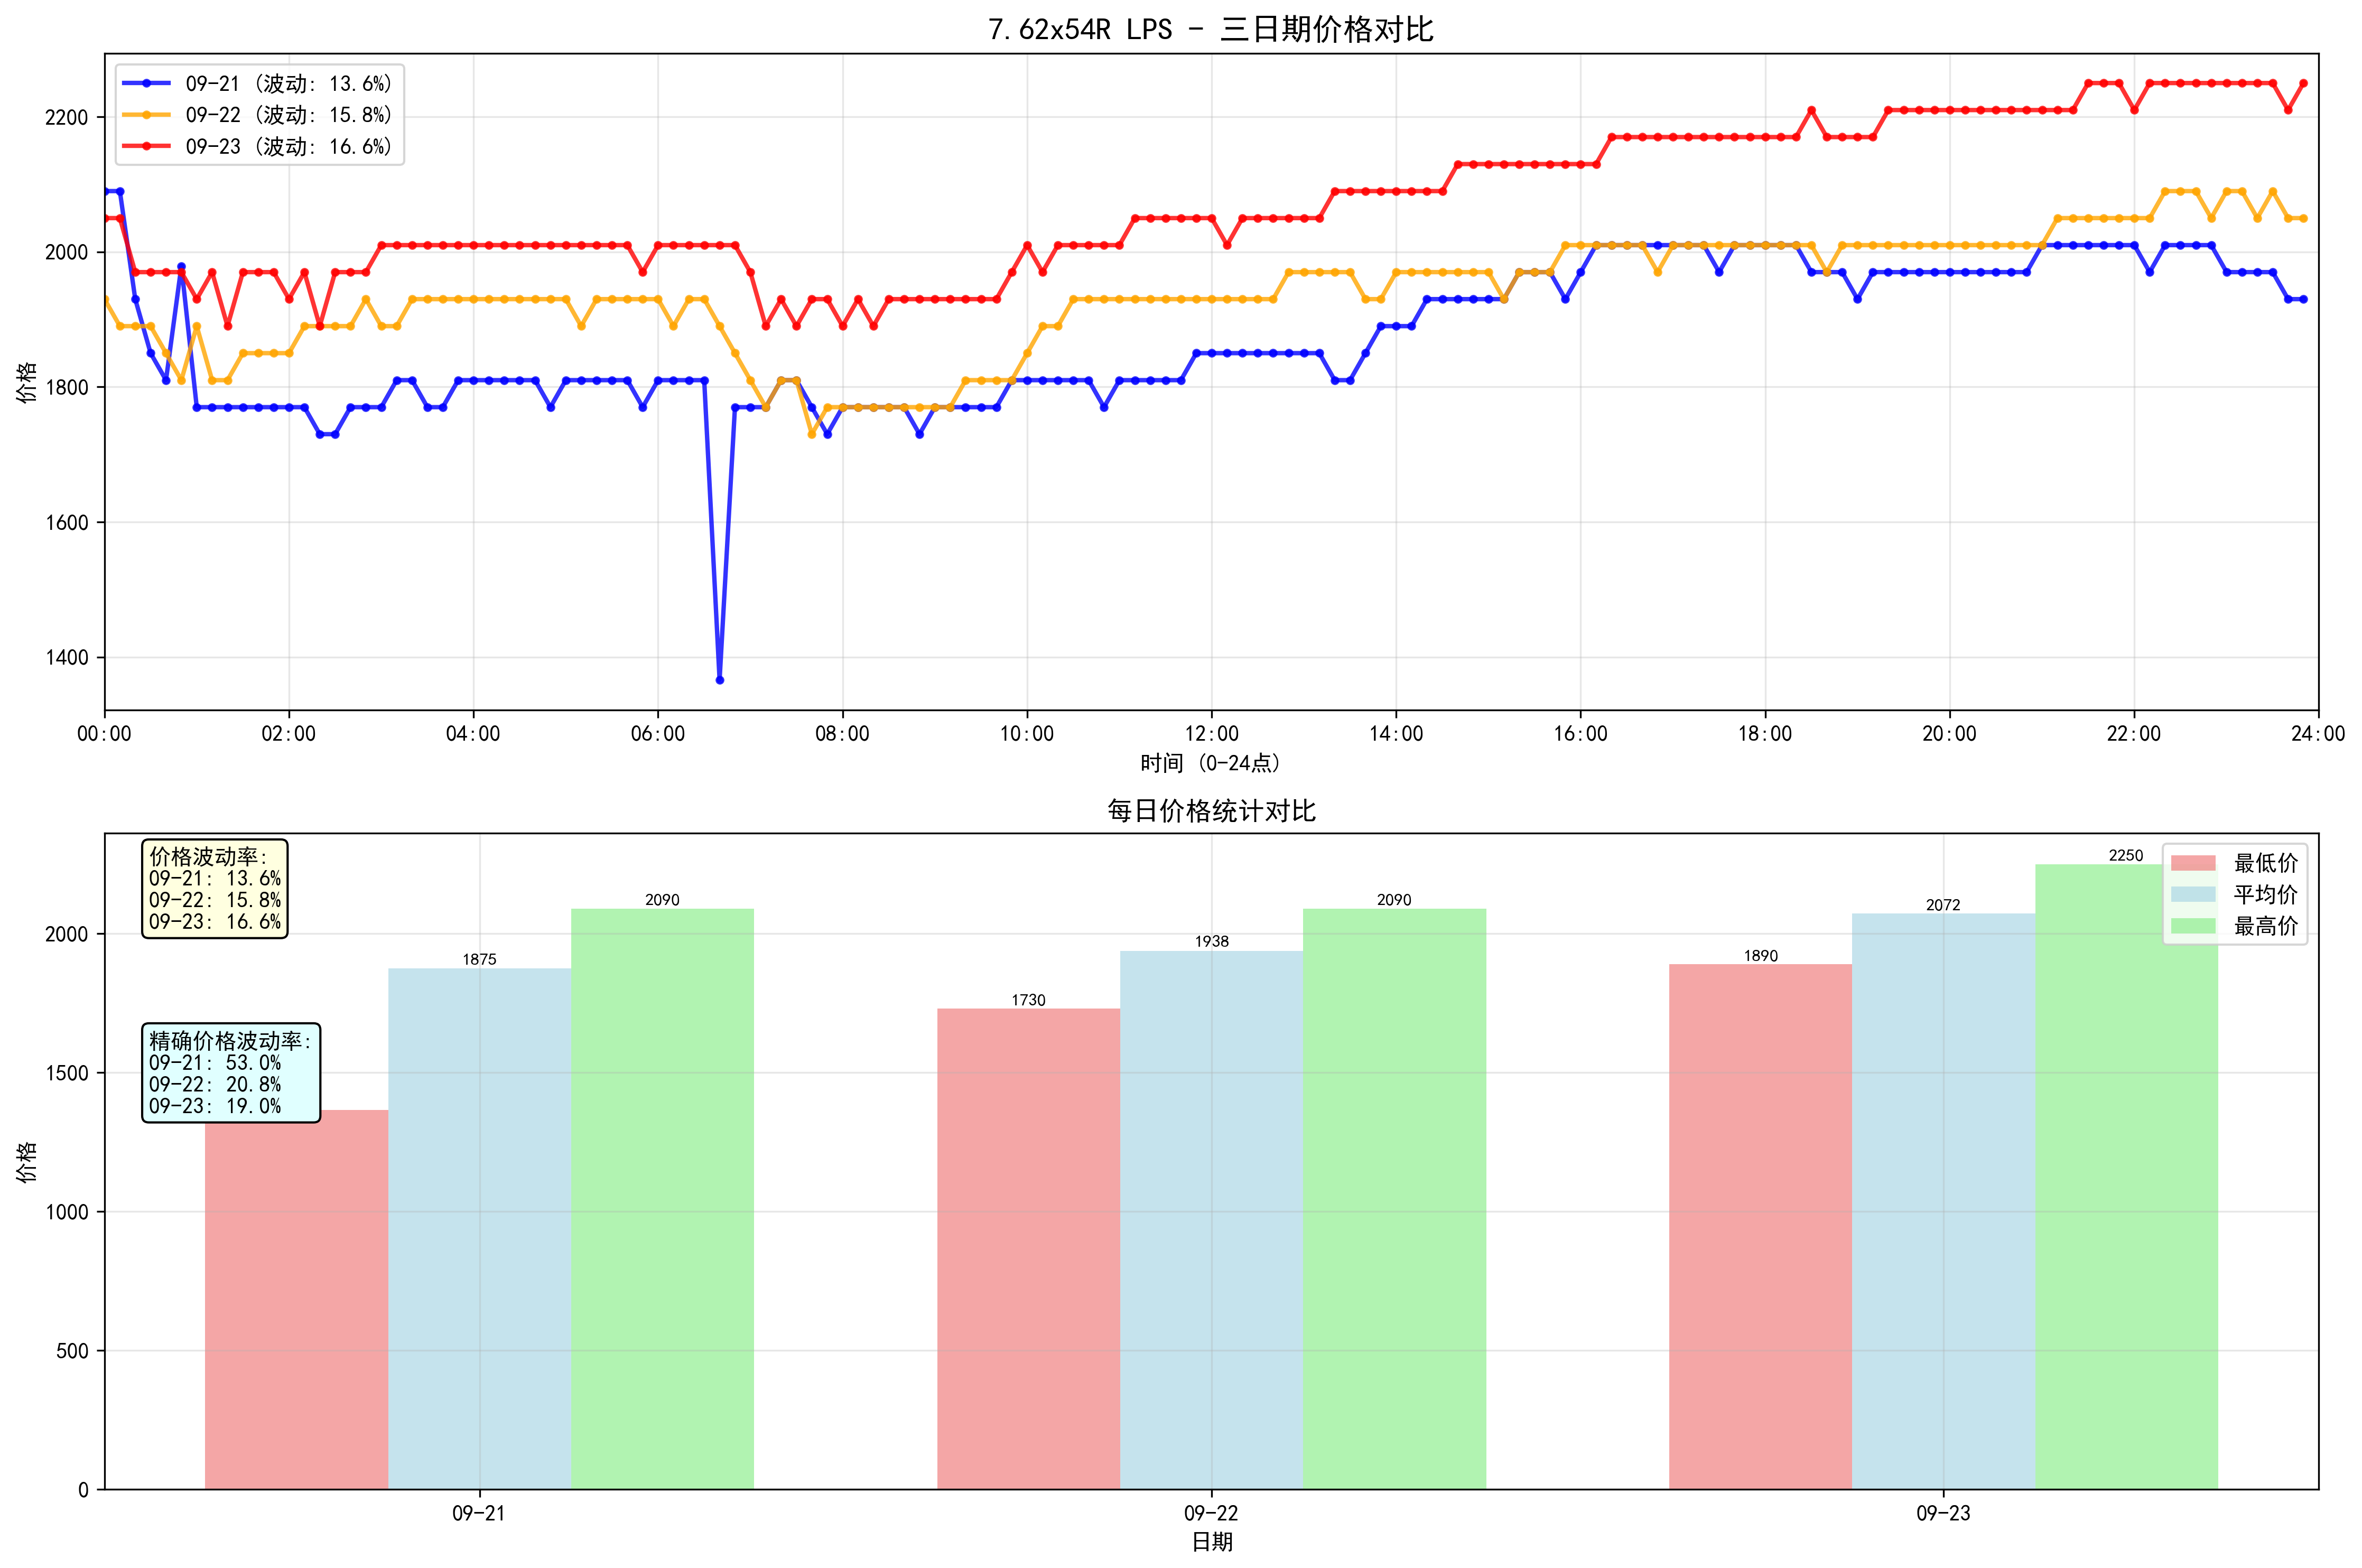 7.62x54R LPS - 三日期价格对比
09-21 (波动: 13.6%)
09-22 (波动: 15.8%)
09-23 (波动: 16.6%)
价格
2200
2000
1800
1600
1400
00:00 02:00 04:00 06:00 08:00 10:00 12:00 14:00 16:00 18:00 20:00 22:00 24:00
时间 (0-24点)
每日价格统计对比
价格波动率:
09-21: 13.6%
09-22: 15.8%
09-23: 16.6%
精确价格波动率:
09-21: 53.0%
09-22: 20.8%
09-23: 19.0%
最低价
平均价
最高价
1875
2090
1730
1938
2090
1890
2072
2250
价格
2000
1500
1000
500
0
09-21 09-22 09-23
日期